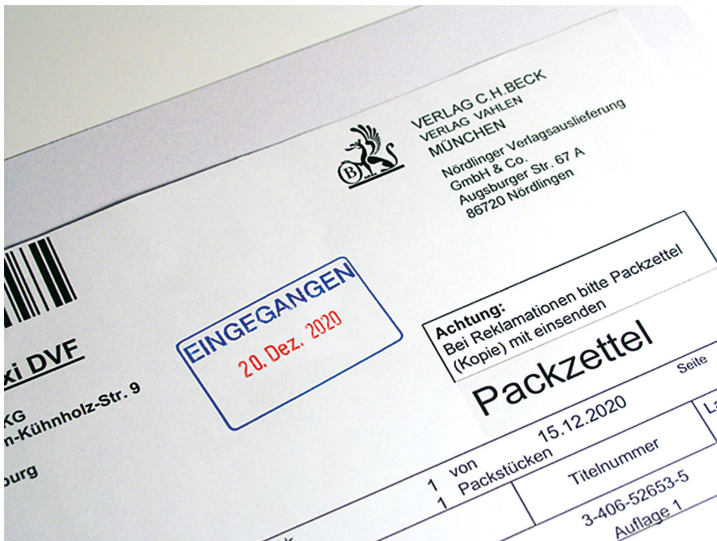 VERLAG C.H.BECK
VERLAG VAHLEN
MÜNCHEN
Nördlinger Verlagsauslieferung
GmbH & Co.
Augsburger Str. 67 A
86720 Nördlingen
B
EINGEGANGEN
20. Dez. 2020
Achtung:
Bei Reklamationen bitte Packzettel
(Kopie) mit einsenden
Packzettel
xi DVF
KG
n-Kühnholz-Str. 9
burg
15.12.2020
Seite
1 von
1 Packstücken
Titelnummer
3-406-52653-5
Auflage 1